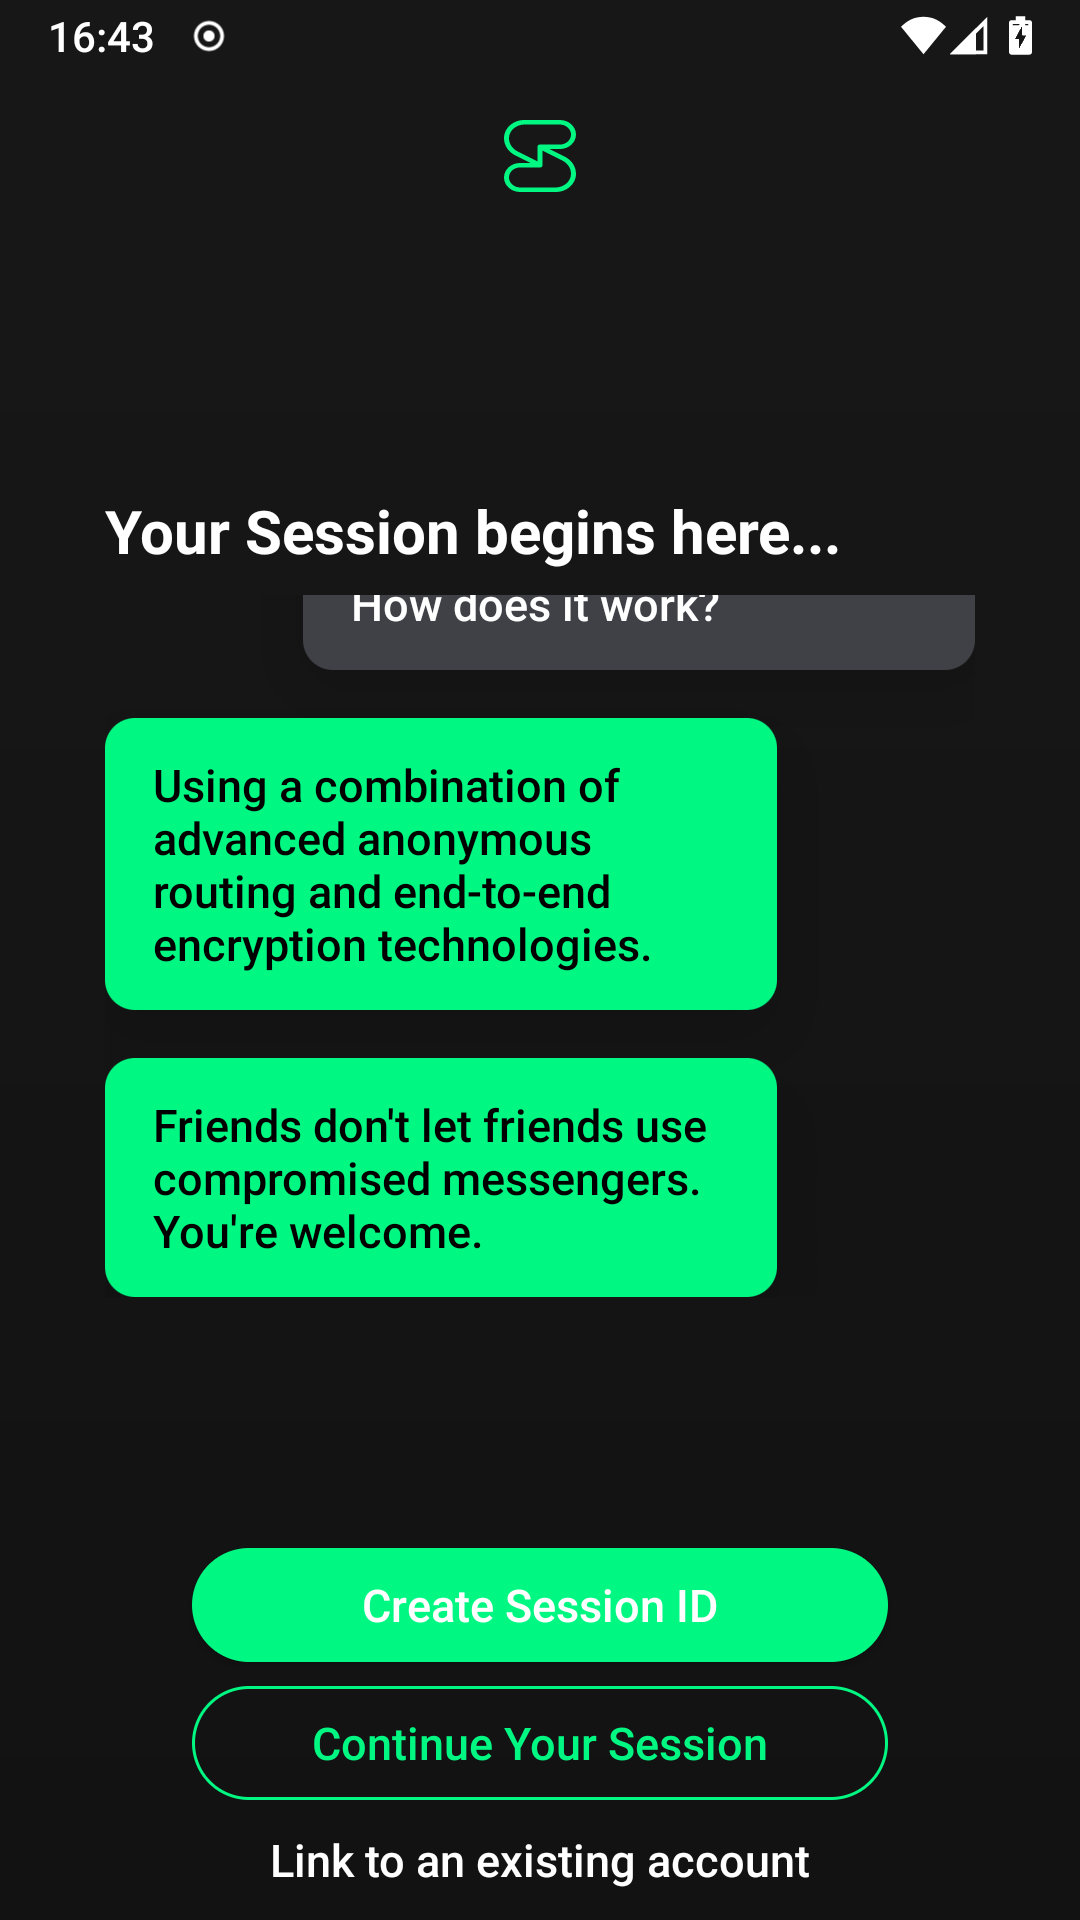 16:43
Your Session begins here...
How does it work?
Using a combination of
advanced anonymous
routing and end-to-end
encryption technologies.
Friends don't let friends use
compromised messengers.
You're welcome.
Create Session ID
Continue Your Session
Link to an existing account